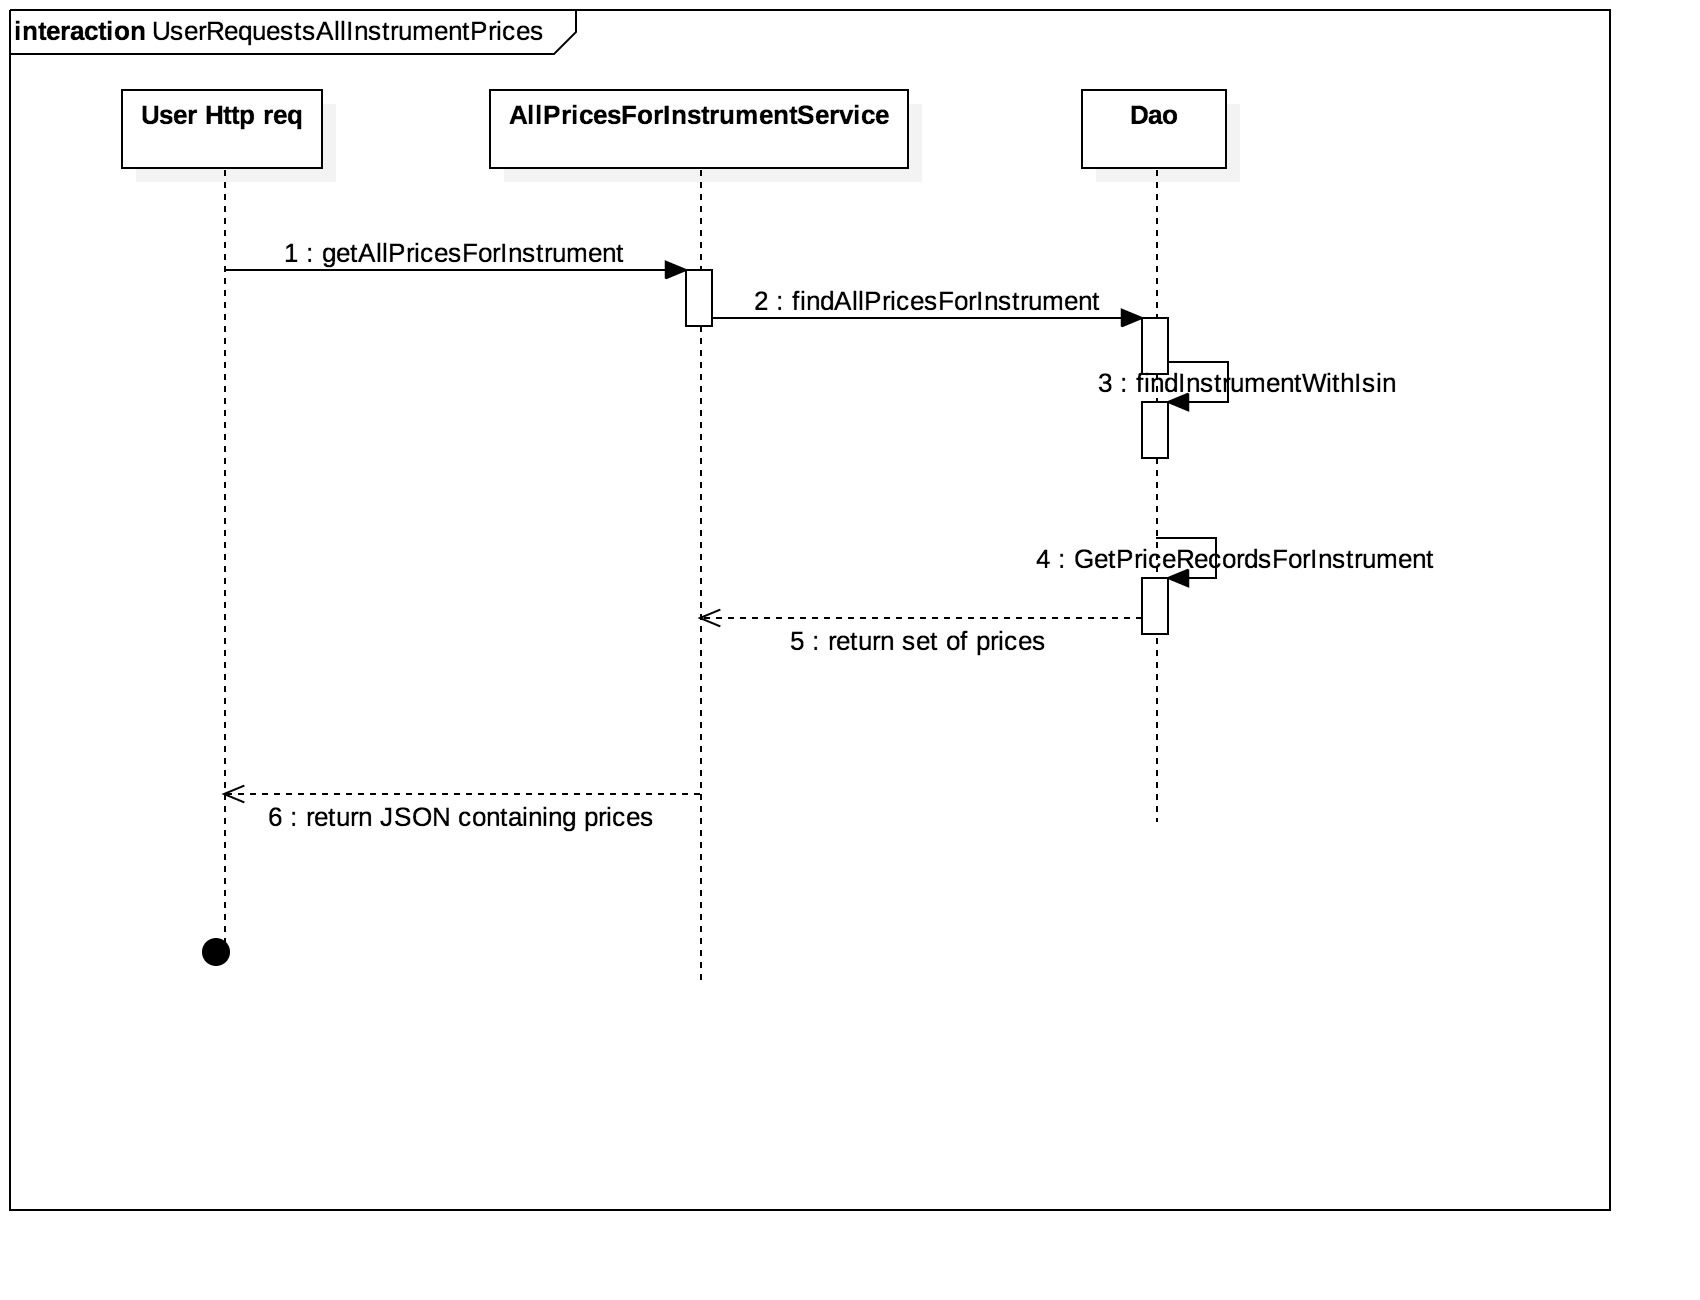 interaction UserRequestsAllInstrumentPrices
User Http req
AllPricesForInstrumentService
Dao
1 : getAllPricesForInstrument
2 : findAllPricesForInstrument
3 : findInstrumentWithIsin
4 : GetPriceRecordsForInstrument
5 : return set of prices
6 : return JSON containing prices